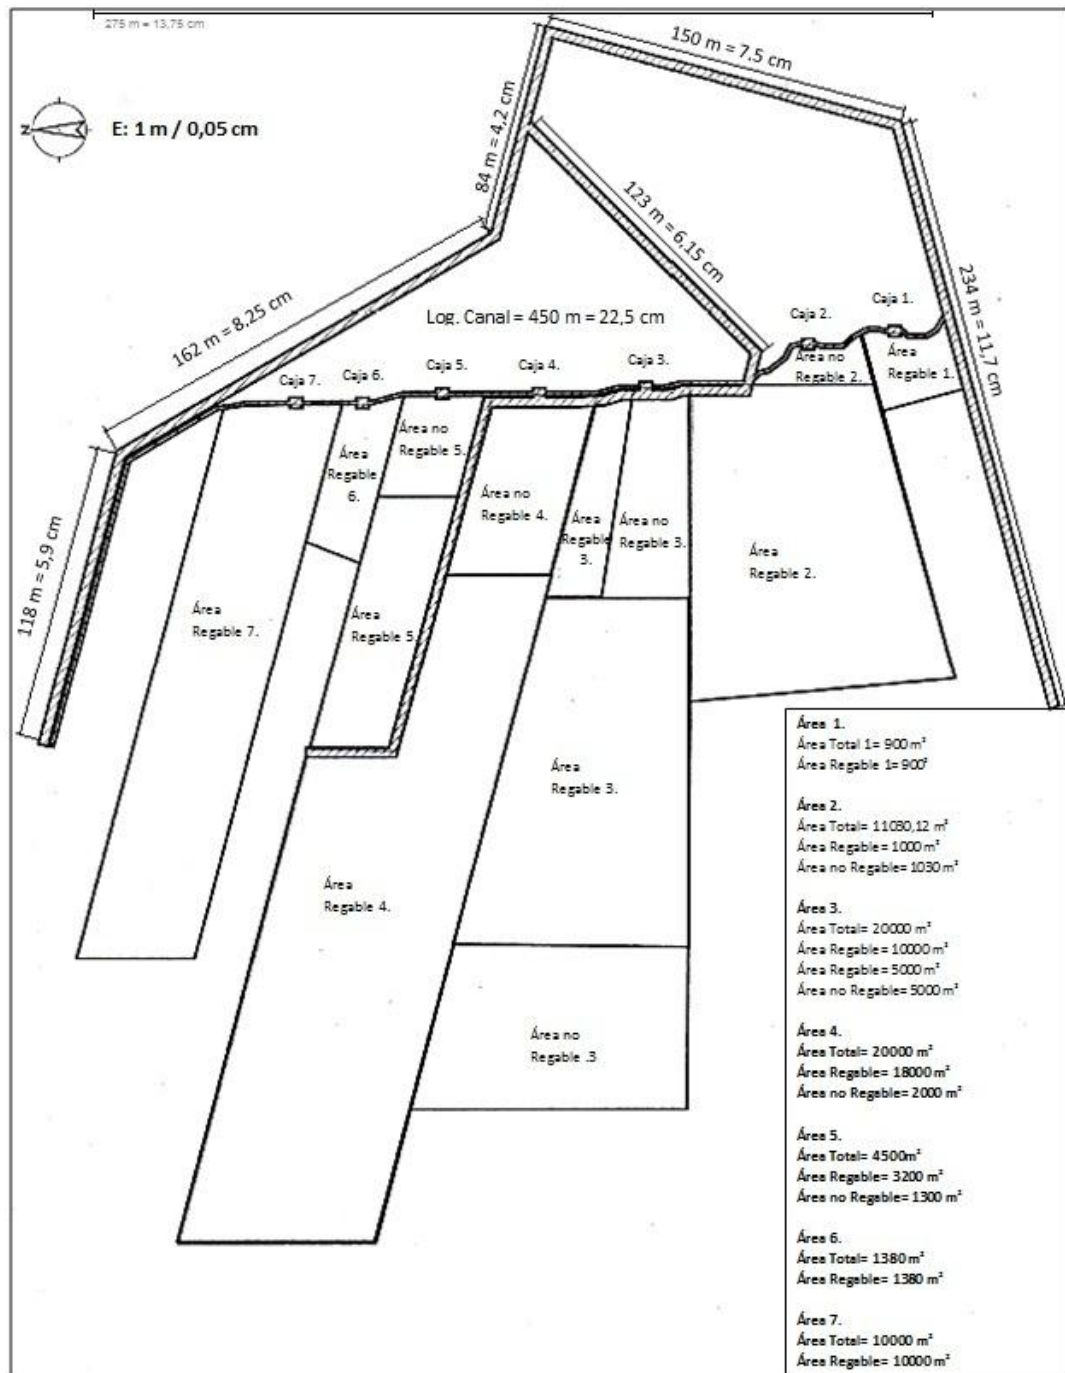 275 m = 13,75 cm
150 m = 7,5 cm
N
E: 1 m / 0,05 cm
84 m = 4,2 cm
123 m = 6,15 cm
234 m = 11,7 cm
162 m = 8,25 cm
118 m = 5,9 cm
Log. Canal = 450 m = 22,5 cm
Caja 1.
Caja 2.
Caja 3.
Caja 4.
Caja 5.
Caja 6.
Caja 7.
Área
Regable 1.
Área no
Regable 2.
Área no
Regable 5.
Área
Regable
6.
Área no
Regable 4.
Área
Regable
3.
Área no
Regable 3.
Área
Regable 2.
Área
Regable 7.
Área
Regable 5.
Área
Regable 3.
Área
Regable 4.
Área no
Regable .3
Área 1.
Área Total 1= 900 m²
Área Regable 1= 900²
Área 2.
Área Total= 11030,12 m²
Área Regable= 1000 m²
Área no Regable= 1030 m²
Área 3.
Área Total= 20000 m²
Área Regable= 10000 m²
Área Regable= 5000 m²
Área no Regable= 5000 m²
Área 4.
Área Total= 20000 m²
Área Regable= 18000 m²
Área no Regable= 2000 m²
Área 5.
Área Total= 4500m²
Área Regable= 3200 m²
Área no Regable= 1300 m²
Área 6.
Área Total= 1380 m²
Área Regable= 1380 m²
Área 7.
Área Total= 10000 m²
Área Regable= 10000 m²